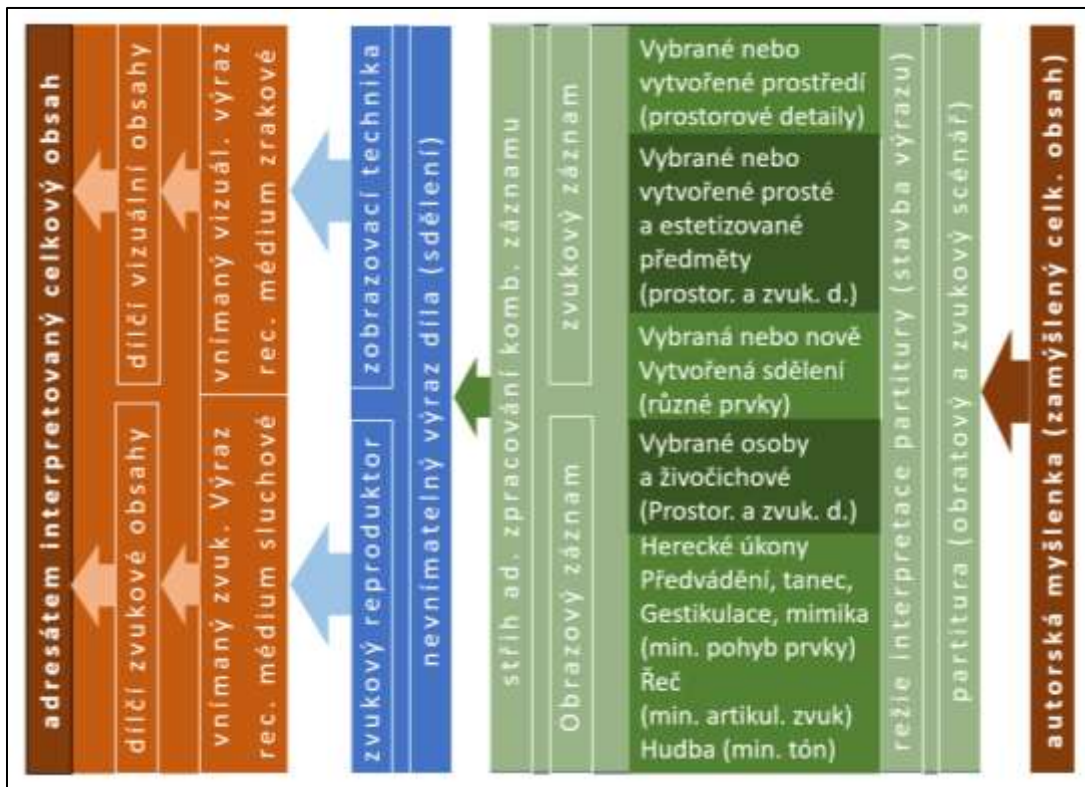 adresátem interpretovaný celkový obsah
dílčí vizuální obsahy
dílčí zvukové obsahy
vnímaný vizuál. výraz
rec. médium zrakové
vnímaný zvuk. Výraz
rec. médium sluchové
zobrazovací technika
zvukový reproduktor
nevnímatelný výraz díla (sdělení)
střih ad. zpracování komb. záznamu
zvukový záznam
Obrazový záznam
Vybrané nebo
vytvořené prostředí
(prostorové detaily)
Vybrané nebo
vytvořené prosté
a estetizované
předměty
(prostor. a zvuk. d.)
Vybraná nebo nově
Vytvořená sdělení
(různé prvky)
Vybrané osoby
a živočichové
(Prostor. a zvuk. d.)
Herecké úkony
Předvádění, tanec,
Gestikulace, mimika
(min. pohyb prvky)
Řeč
(min. artikul. zvuk)
Hudba (min. tón)
režie interpretace partitury (stavba výrazu)
partitura (obratový a zvukový scénář)
autorská myšlenka (zamýšlený celk. obsah)